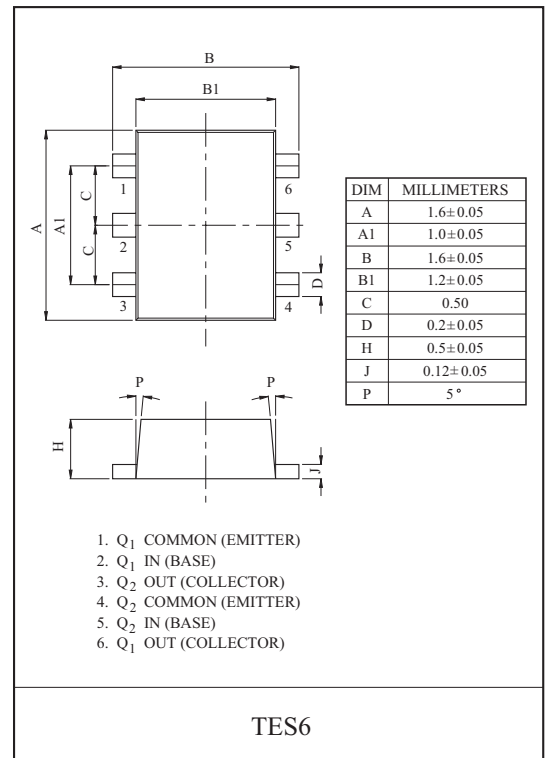 B
B1
A
A1
C
C
D
1
2
3
6
5
4
DIM MILLIMETERS
A 1.6±0.05
A1 1.0±0.05
B 1.6±0.05
B1 1.2±0.05
C 0.50
D 0.2±0.05
H 0.5±0.05
J 0.12±0.05
P 5°
P P
H
J
1. Q1 COMMON (EMITTER)
2. Q1 IN (BASE)
3. Q2 OUT (COLLECTOR)
4. Q2 COMMON (EMITTER)
5. Q2 IN (BASE)
6. Q1 OUT (COLLECTOR)
TES6